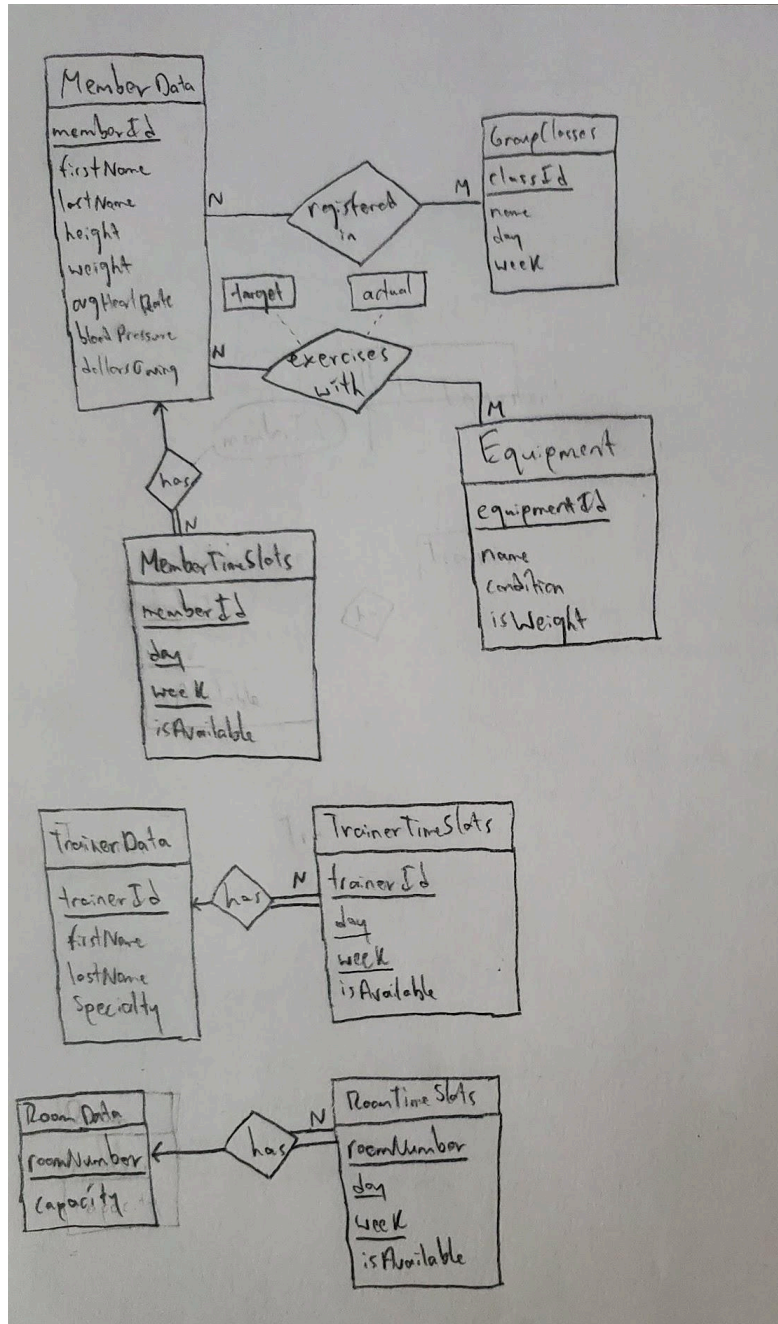 MemberData
memberId
firstName
lastName
height
weight
avgHeartRate
bloodPressure
dollarsOwing
N
registered
in
M
GroupClasses
classId
name
day
week
target
actual
N
exercises
with
M
Equipment
equipmentId
name
condition
isWeight
has
N
MemberTimeSlots
memberId
day
week
isAvailable
TrainerData
trainerId
firstName
lastName
Specialty
has
N
TrainerTimeSlots
trainerId
day
week
isAvailable
RoomData
roomNumber
capacity
has
N
RoomTimeSlots
roomNumber
day
week
isAvailable